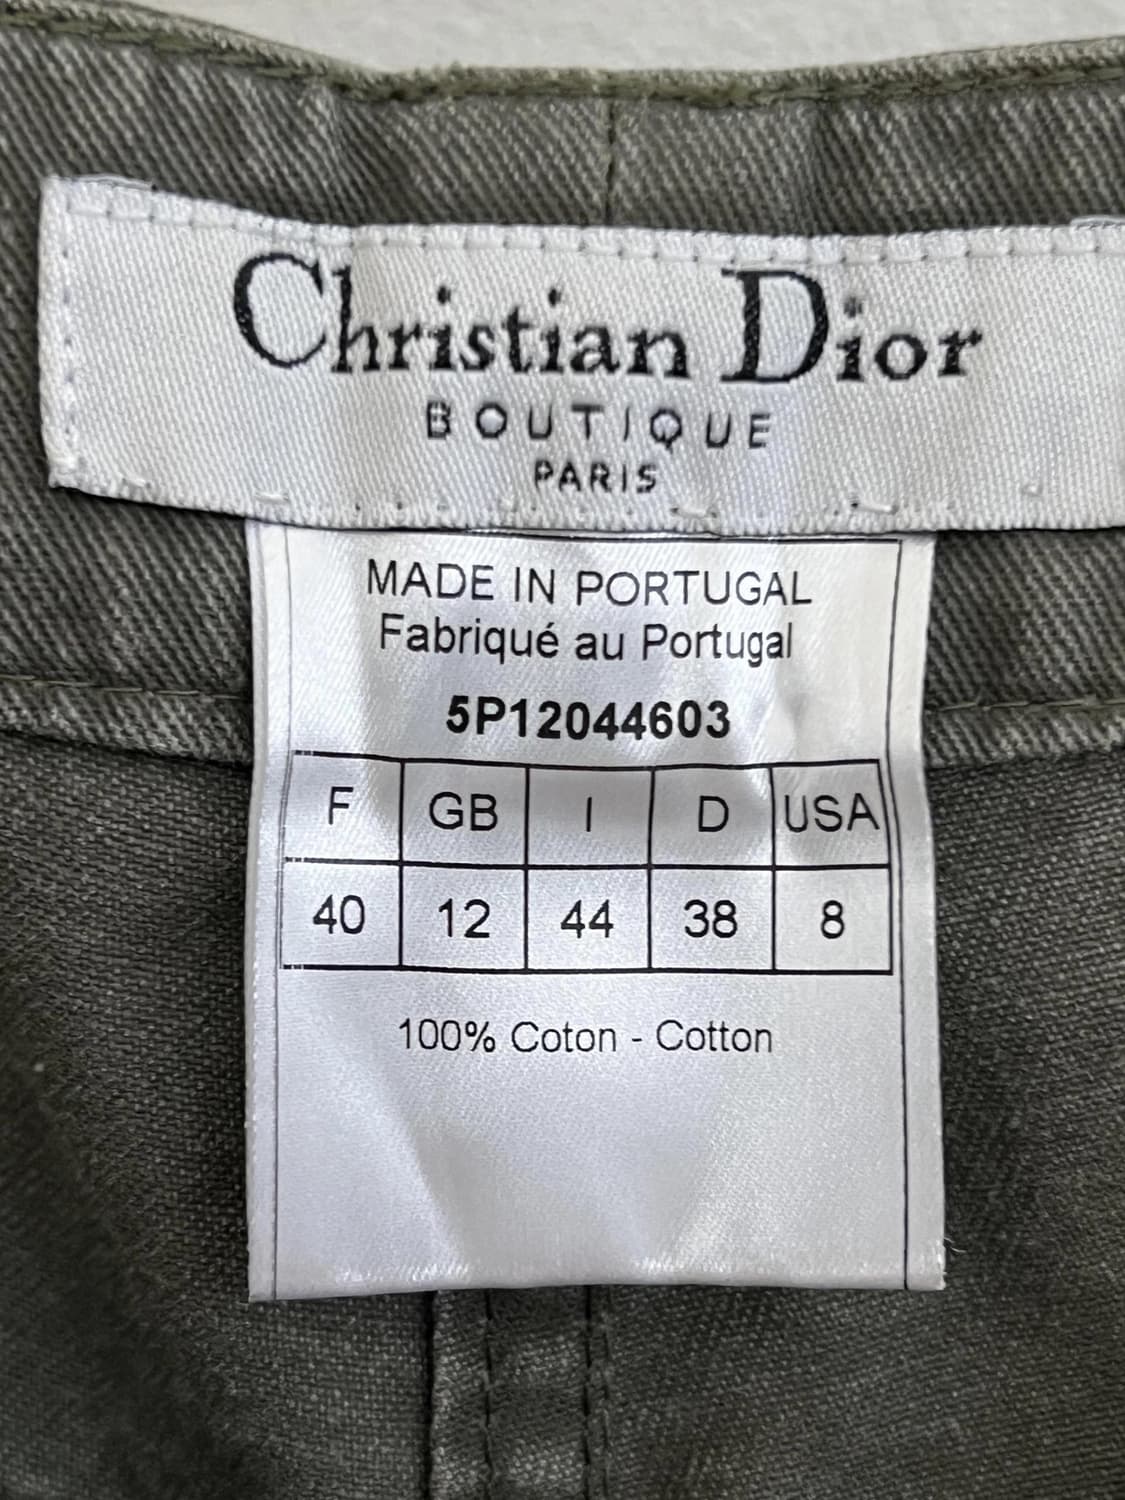 Christian Dior
BOUTIQUE
PARIS
MADE IN PORTUGAL
Fabriqué au Portugal
5P12044603
F GB I D USA
40 12 44 38 8
100% Coton - Cotton